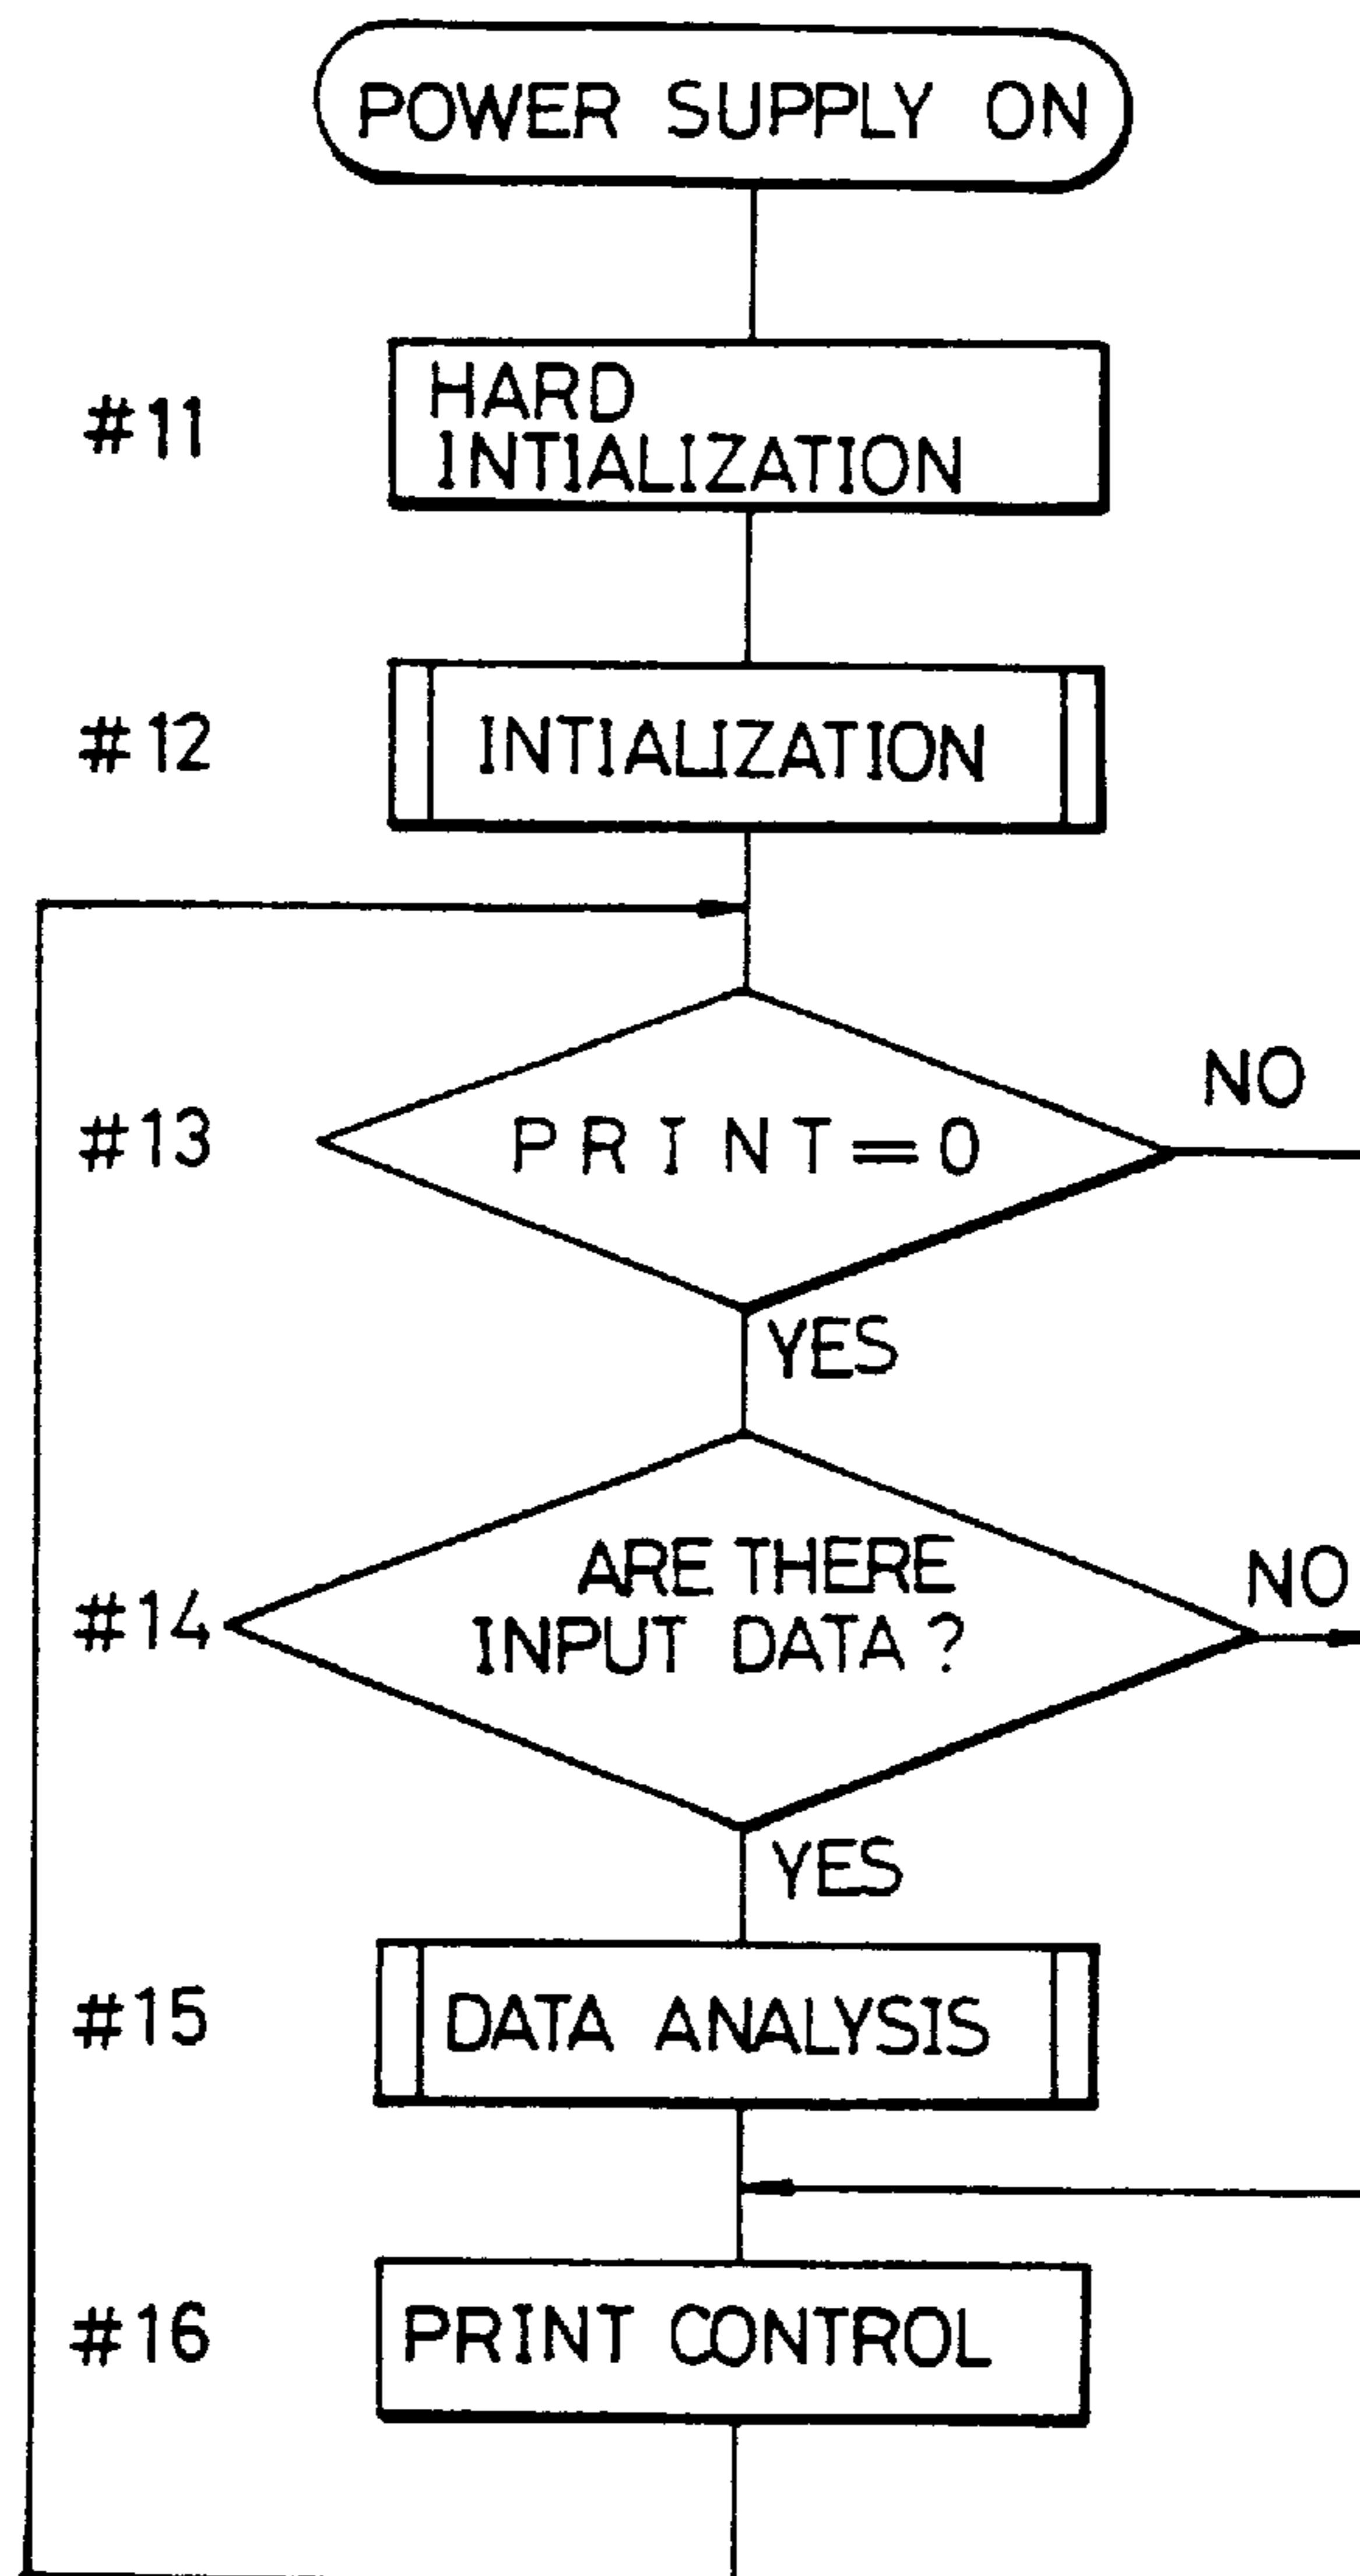 POWER SUPPLY ON
#11
HARD
INTIALIZATION
#12
INTIALIZATION
#13
PRINT=0
NO
YES
#14
ARE THERE
INPUT DATA?
NO
YES
#15
DATA ANALYSIS
#16
PRINT CONTROL